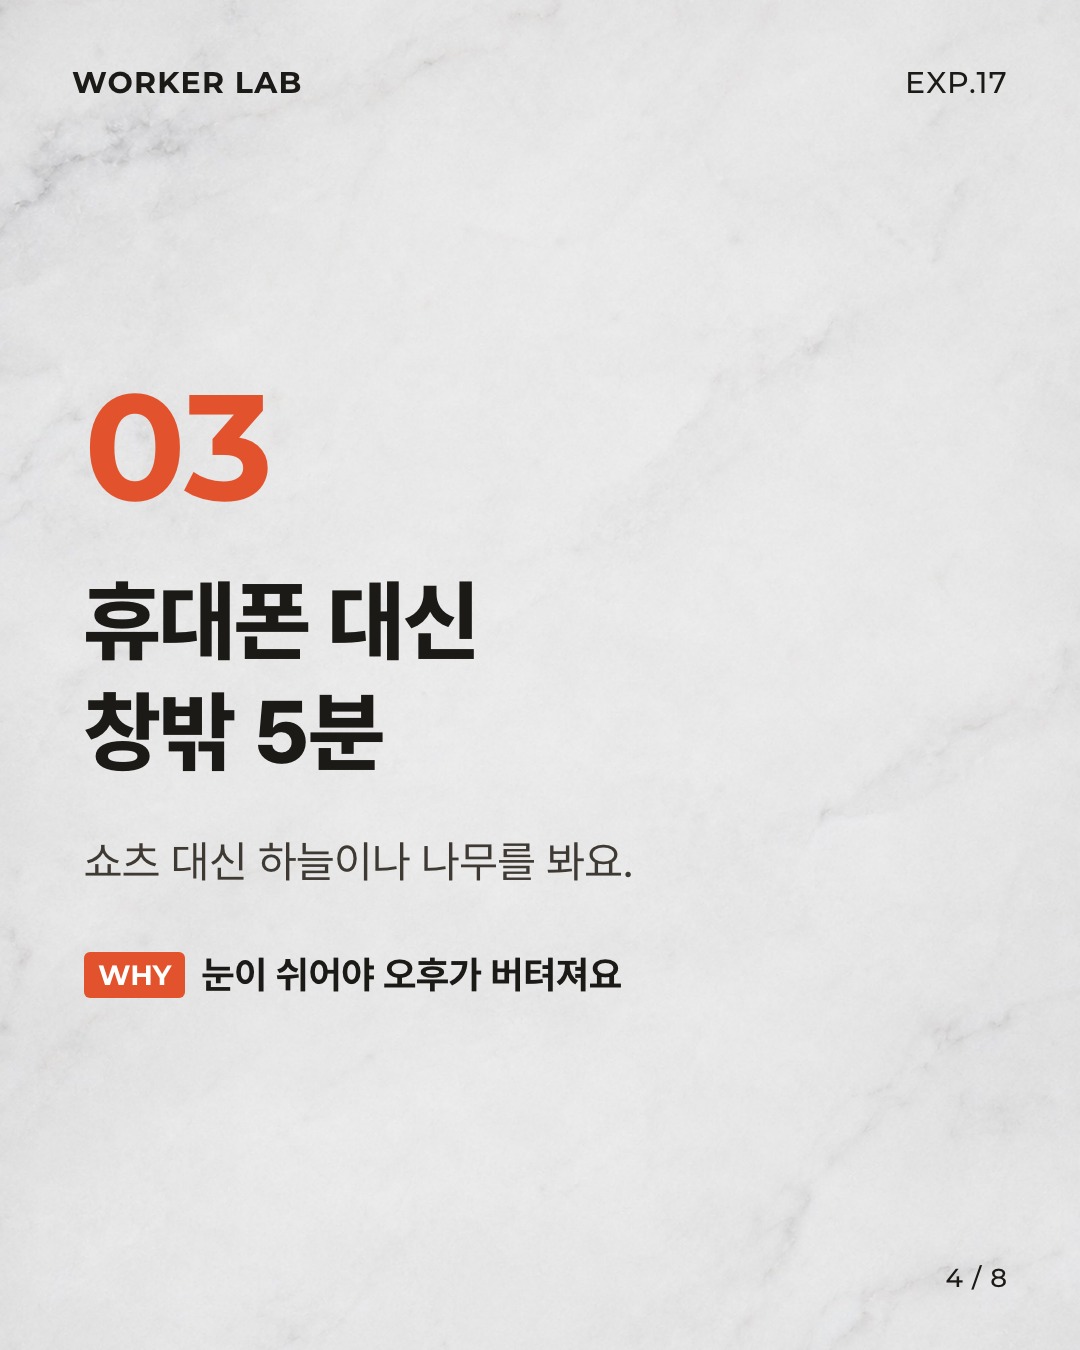 WORKER LAB
EXP.17
03
휴대폰 대신
창밖 5분
쇼츠 대신 하늘이나 나무를 봐요.
WHY 눈이 쉬어야 오후가 버텨져요
4 / 8